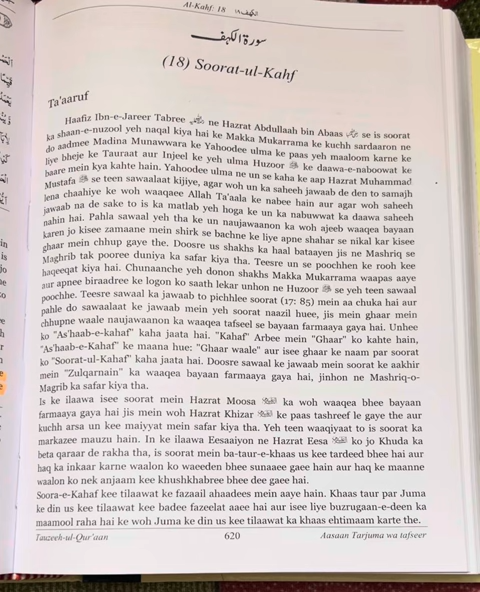 Al-Kahf: 18 الکہف ۱۸
سورۃ الکہف
(18) Soorat-ul-Kahf
Ta'aaruf
Haafiz Ibn-e-Jareer Tabree ne Hazrat Abdullaah bin Abaas se is soorat
ka shaan-e-nuzool yeh naqal kiya hai ke Makka Mukarrama ke kuchh sardaaron ne
do aadmee Madina Munawwara ke Yahoodee ulma ke paas yeh maaloom karne ke
liye bheje ke Tauraat aur Injeel ke yeh ulma Huzoor ﷺ ke daawa-e-naboowat ke
baare mein kya kahte hain. Yahoodee ulma ne un se kaha ke aap Hazrat Muhammad
Mustafa ﷺ se teen sawaalaat kijiye, agar woh un ka saheeh jawaab de den to samajh
lena chaahiye ke woh waaqaee Allah Ta'aala ke nabee hain aur agar woh saheeh
jawaab na de sake to is ka matlab yeh hoga ke un ka nabuwwat ka daawa saheeh
nahin hai. Pahla sawaal yeh tha ke un naujawaanon ka woh ajeeb waaqea bayaan
karen jo kisee zamaane mein shirk se bachne ke liye apne shahar se nikal kar kisee
ghaar mein chhup gaye the. Doosre us shakhs ka haal bataayen jis ne Mashriq se
Maghrib tak pooree duniya ka safar kiya tha. Teesre un se poochhen ke rooh kee
haqeeqat kiya hai. Chunaanche yeh donon shakhs Makka Mukarrama waapas aaye
aur apnee biraadree ke logon ko saath lekar unhon ne Huzoor ﷺ se yeh teen sawaal
poochhe. Teesre sawaal ka jawaab to pichhlee soorat (17: 85) mein aa chuka hai aur
pahle do sawaalaat ke jawaab mein yeh soorat naazil huee, jis mein ghaar mein
chhupne waale naujawaanon ka waaqea tafseel se bayaan farmaaya gaya hai. Unhee
ko "As'haab-e-kahaf" kaha jaata hai. "Kahaf" Arbee mein "Ghaar" ko kahte hain,
"As'haab-e-Kahaf" ke maana hue: "Ghaar waale" aur isee ghaar ke naam par soorat
ko "Soorat-ul-Kahaf" kaha jaata hai. Doosre sawaal ke jawaab mein soorat ke aakhir
mein "Zulqarnain" ka waaqea bayaan farmaaya gaya hai, jinhon ne Mashriq-o-
Magrib ka safar kiya tha.
Is ke ilaawa isee soorat mein Hazrat Moosa ka woh waaqea bhee bayaan
farmaaya gaya hai jis mein woh Hazrat Khizar ke paas tashreef le gaye the aur
kuchh arsa un kee maiyyat mein safar kiya tha. Yeh teen waaqiyaat to is soorat ka
markazee mauzu hain. In ke ilaawa Eesaaiyon ne Hazrat Eesa ko jo Khuda ka
beta qaraar de rakha tha, is soorat mein ba-taur-e-khaas us kee tardeed bhee hai aur
haq ka inkaar karne waalon ko waeeden bhee sunaaee gaee hain aur haq ke maanne
waalon ko nek anjaam kee khushkhabree bhee dee gaee hai.
Soora-e-Kahaf kee tilaawat ke fazaail ahaadees mein aaye hain. Khaas taur par Juma
ke din us kee tilaawat kee badee fazeelat aaee hai aur isee liye buzrugaan-e-deen ka
maamool raha hai ke woh Juma ke din us kee tilaawat ka khaas ehtimaam karte the.
Tauzeeh-ul-Qur'aan 620 Aasaan Tarjuma wa tafseer